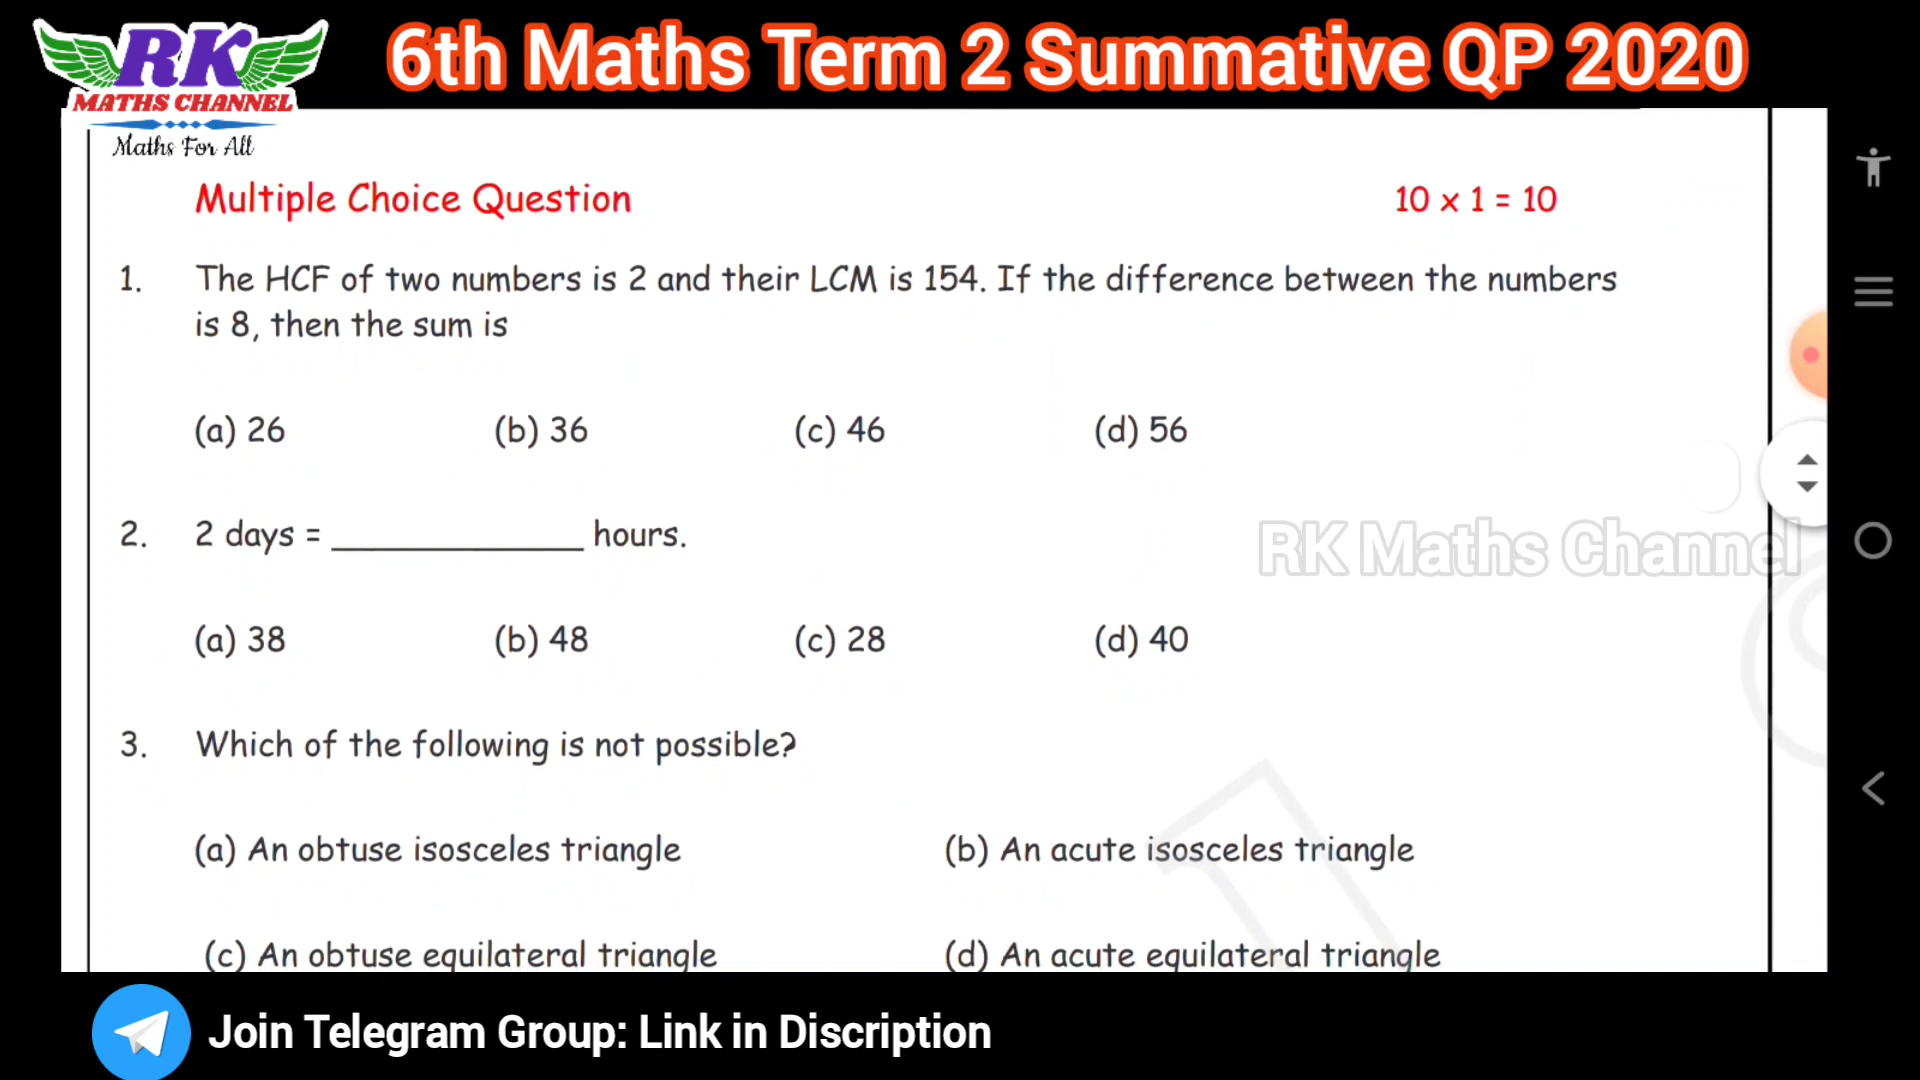 RK
MATHS CHANNEL
Maths For All
6th Maths Term 2 Summative QP 2020
Multiple Choice Question 10 x 1 = 10
1. The HCF of two numbers is 2 and their LCM is 154. If the difference between the numbers
is 8, then the sum is
(a) 26 (b) 36 (c) 46 (d) 56
2. 2 days = ______________ hours.
RK Maths Channel
(a) 38 (b) 48 (c) 28 (d) 40
3. Which of the following is not possible?
(a) An obtuse isosceles triangle (b) An acute isosceles triangle
(c) An obtuse equilateral triangle (d) An acute equilateral triangle
Join Telegram Group: Link in Discription